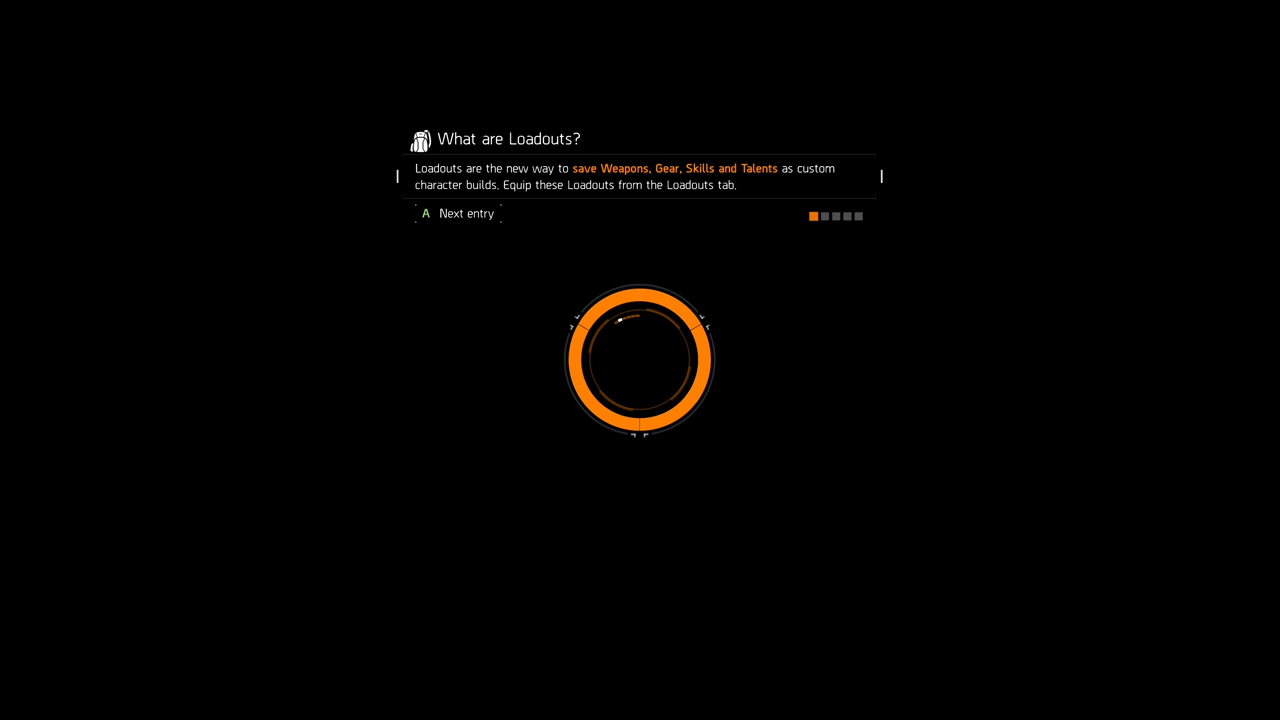 What are Loadouts?
Loadouts are the new way to save Weapons, Gear, Skills and Talents as custom
character builds. Equip these Loadouts from the Loadouts tab.
A Next entry